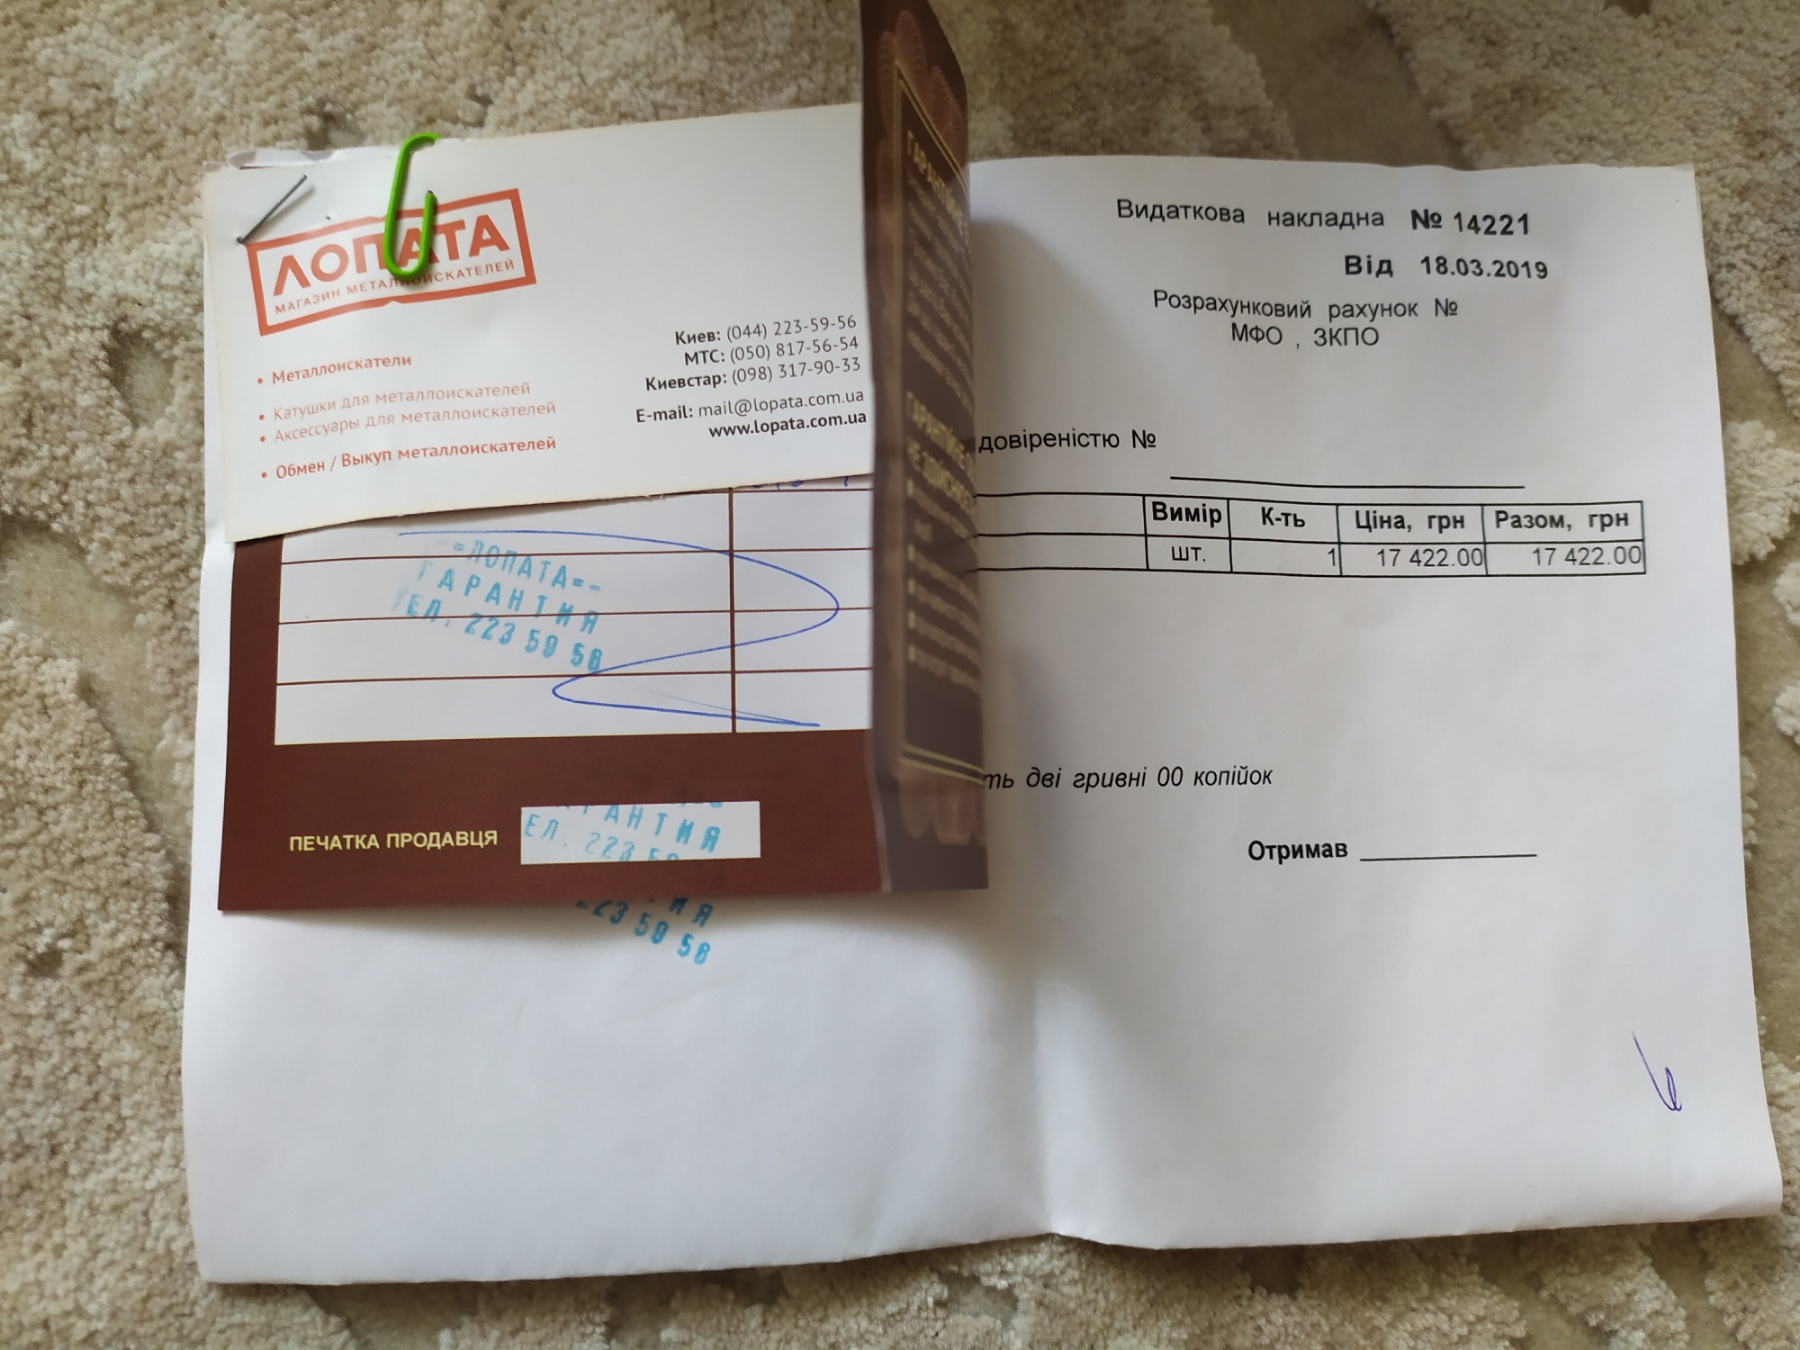 ЛОПАТА
МАГАЗИН МЕТАЛЛОИСКАТЕЛЕЙ
• Металлоискатели
• Катушки для металлоискателей
• Аксессуары для металлоискателей
• Обмен / Выкуп металлоискателей
Киев: (044) 223-59-56
МТС: (050) 817-56-54
Киевстар: (098) 317-90-33
E-mail: mail@lopata.com.ua
www.lopata.com.ua
=ЛОПАТА=-
ГАРАНТИЯ
ЕЛ. 223 59 56
ПЕЧАТКА ПРОДАВЦЯ
АНТИЯ
ЕЛ. 223 59
ИЯ
223 59 56
Видаткова накладна № 14221
Від 18.03.2019
Розрахунковий рахунок №
МФО , ЗКПО
довіреністю №
Вимір К-ть Ціна, грн Разом, грн
шт. 1 17 422.00 17 422.00
ть дві гривні 00 копійок
Отримав